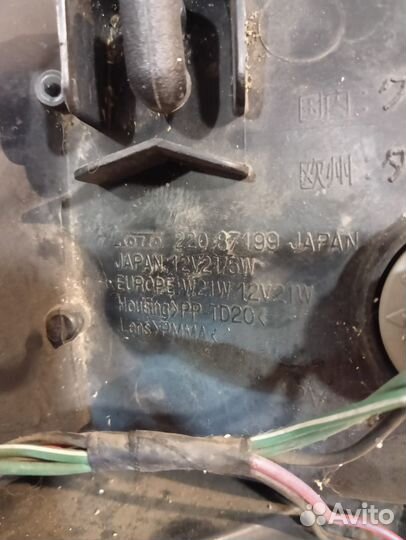 国内
欧州
KOITO 220-87199 JAPAN
JAPAN:12V21/5W
EUROPE:W21W 12V21W
Housing>PP TD20<
Lens>PMMA<
Avito